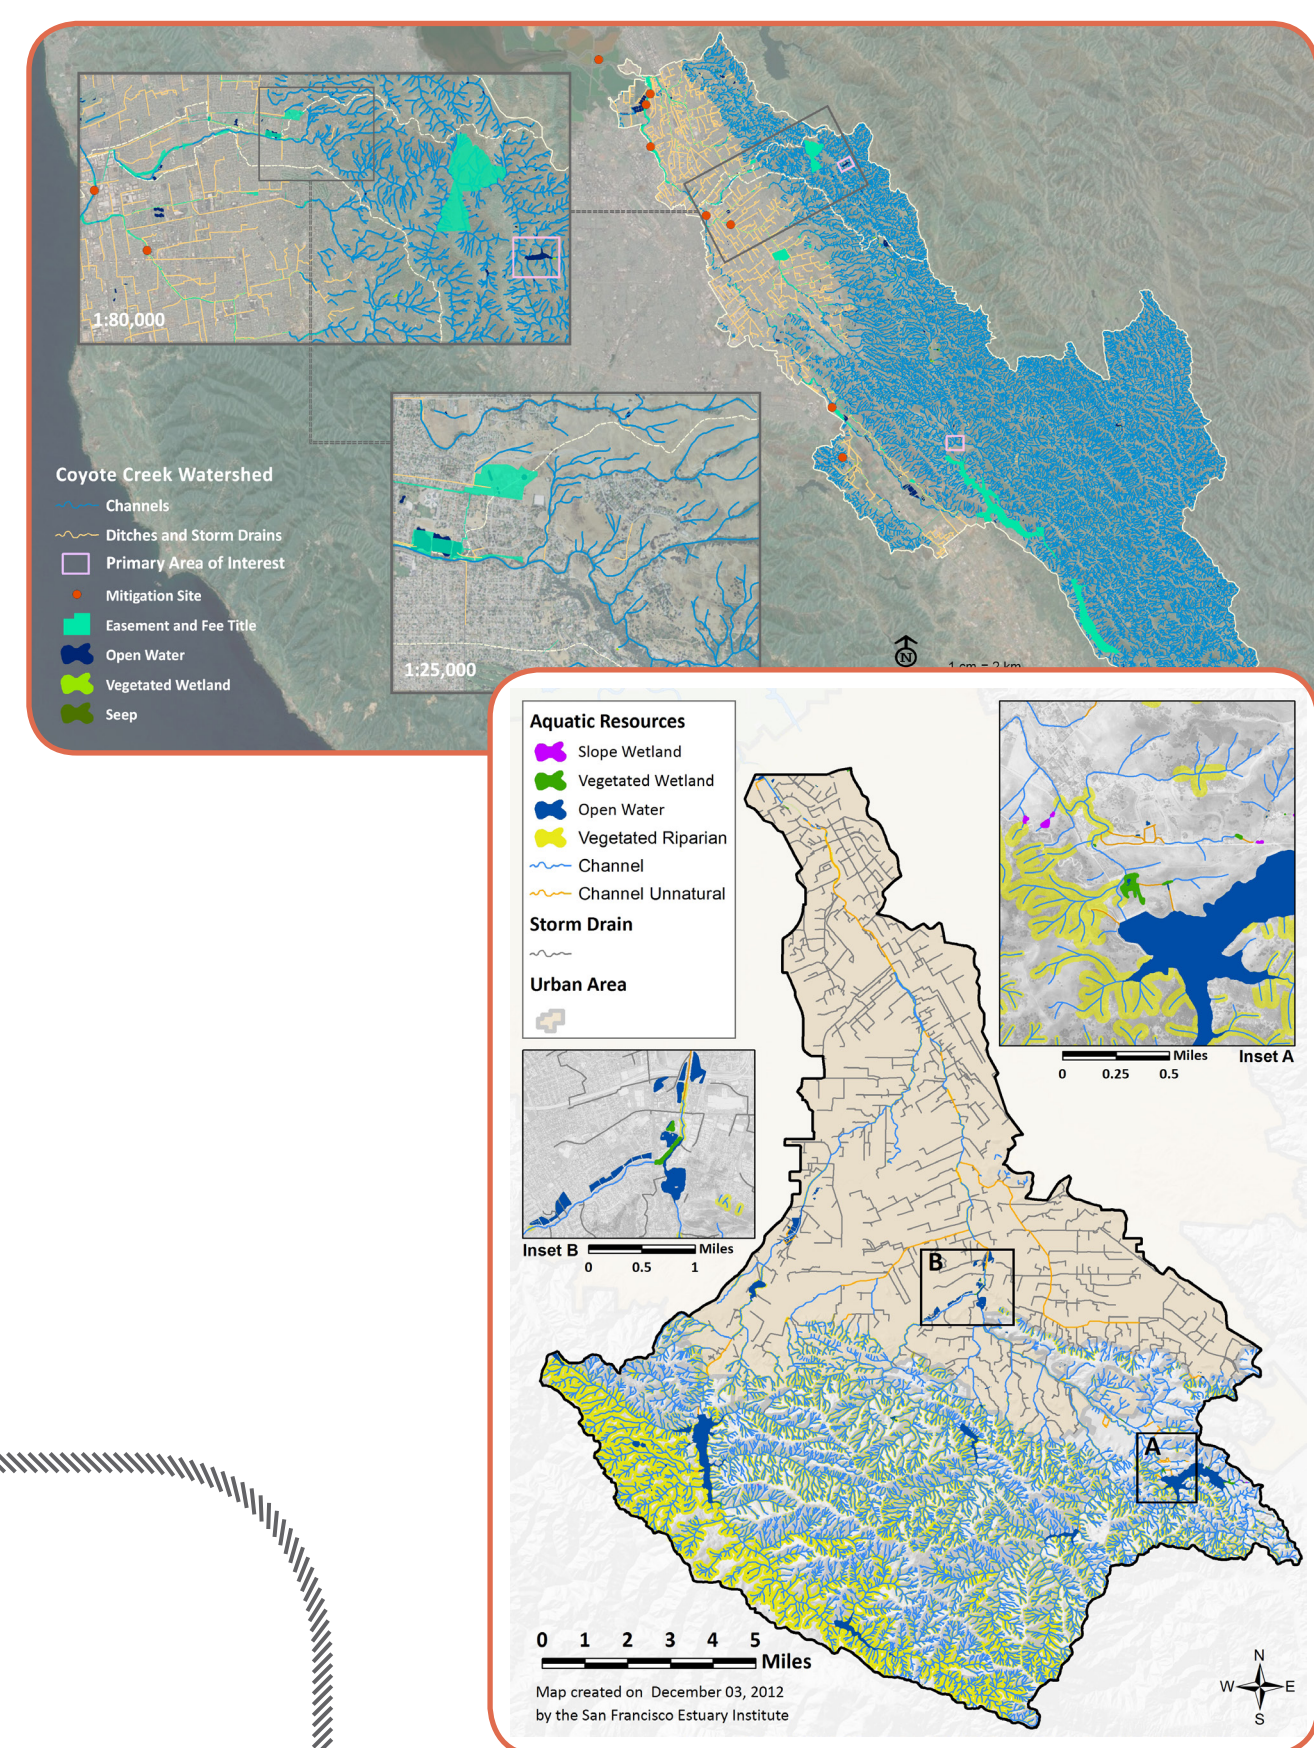 1:80,000
1:25,000
Coyote Creek Watershed
Channels
Ditches and Storm Drains
Primary Area of Interest
Mitigation Site
Easement and Fee Title
Open Water
Vegetated Wetland
Seep
N
1 cm = 2 km
Aquatic Resources
Slope Wetland
Vegetated Wetland
Open Water
Vegetated Riparian
Channel
Channel Unnatural
Storm Drain
Urban Area
Miles
Inset A
0 0.25 0.5
Inset B
Miles
0 0.5 1
B
A
0 1 2 3 4 5
Miles
Map created on December 03, 2012
by the San Francisco Estuary Institute
N
W E
S